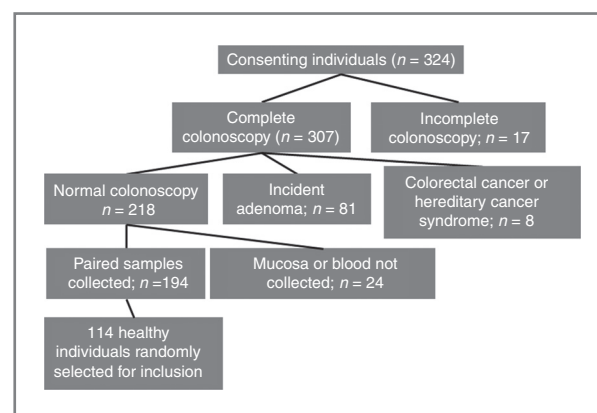 Consenting individuals (n = 324)
Complete
colonoscopy (n = 307)
Incomplete
colonoscopy; n = 17
Normal colonoscopy
n = 218
Incident
adenoma; n = 81
Colorectal cancer or
hereditary cancer
syndrome; n = 8
Paired samples
collected; n =194
Mucosa or blood not
collected; n = 24
114 healthy
individuals randomly
selected for inclusion